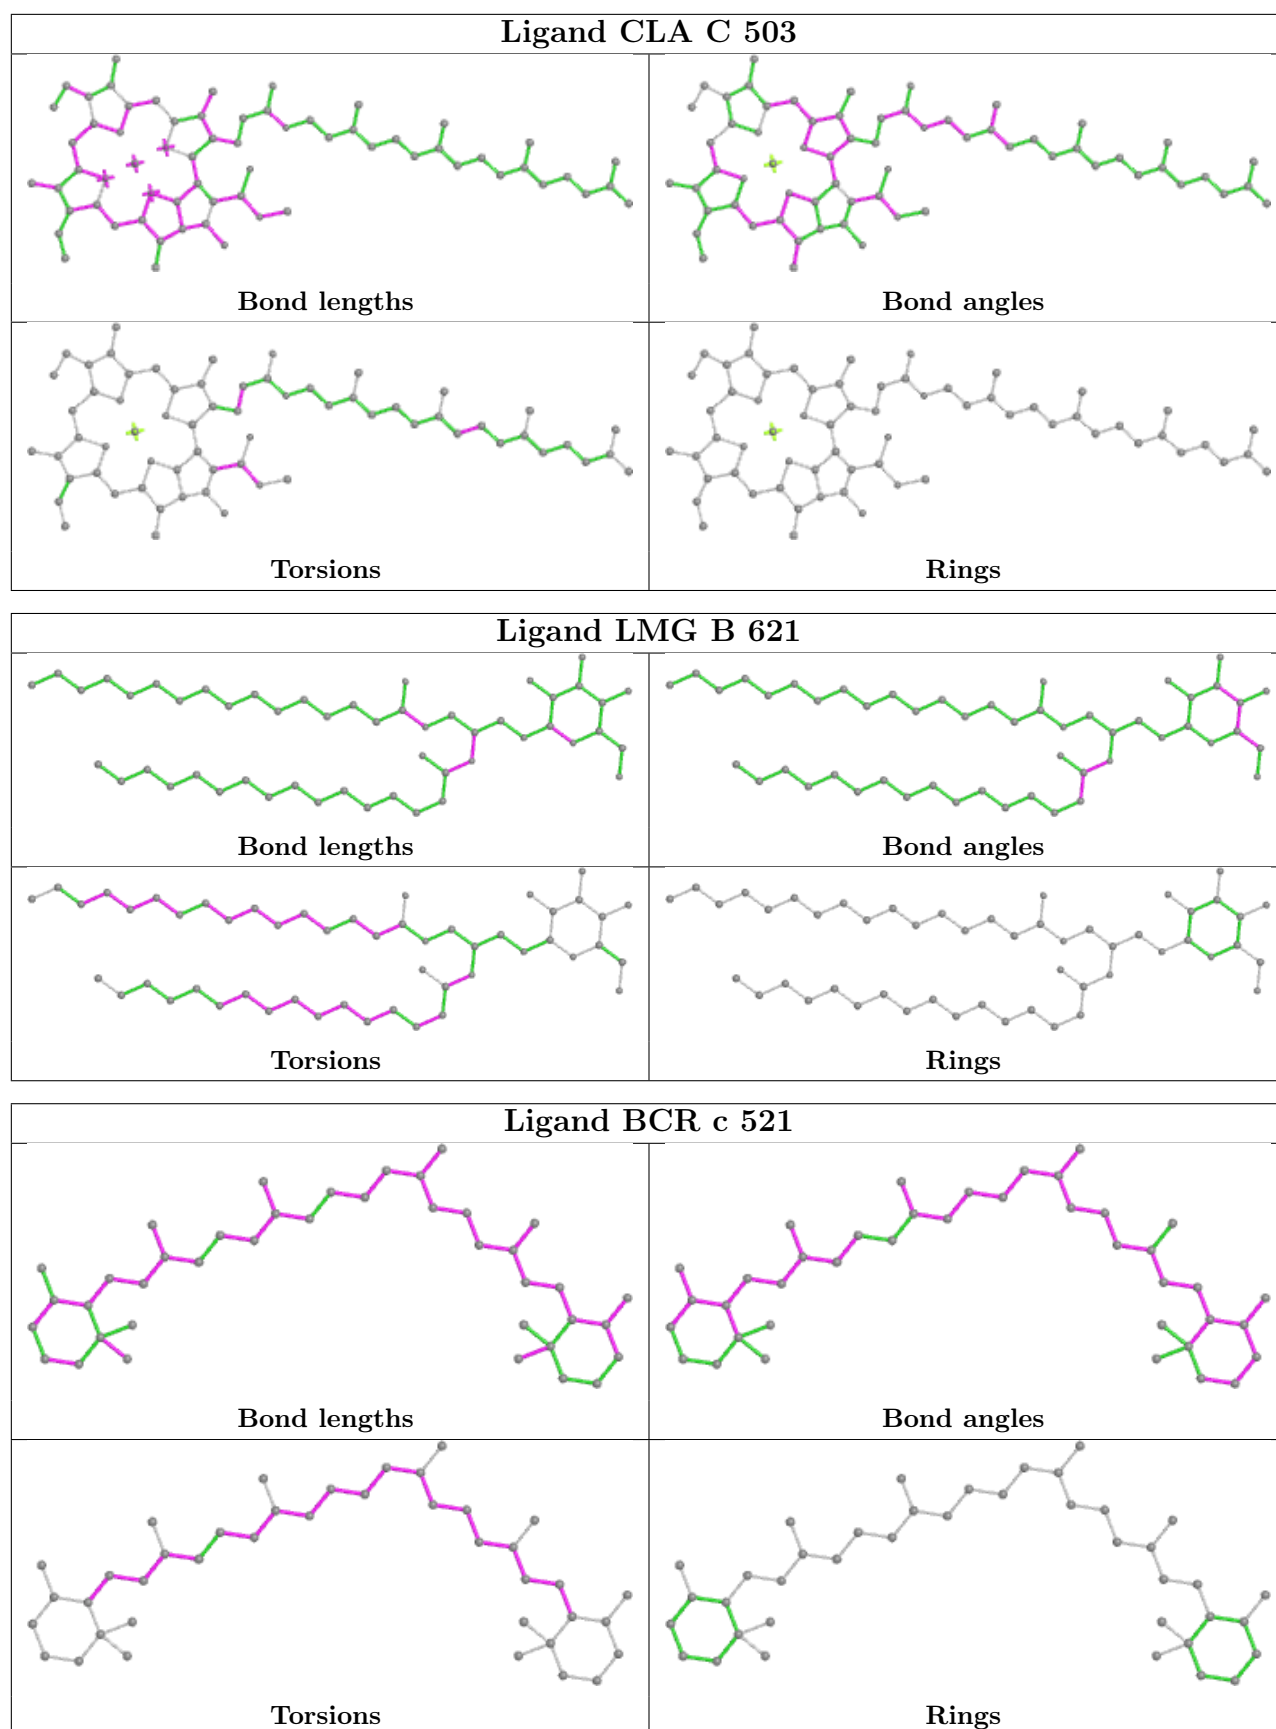 Ligand CLA C 503
Bond lengths
Bond angles
Torsions
Rings
Ligand LMG B 621
Bond lengths
Bond angles
Torsions
Rings
Ligand BCR c 521
Bond lengths
Bond angles
Torsions
Rings